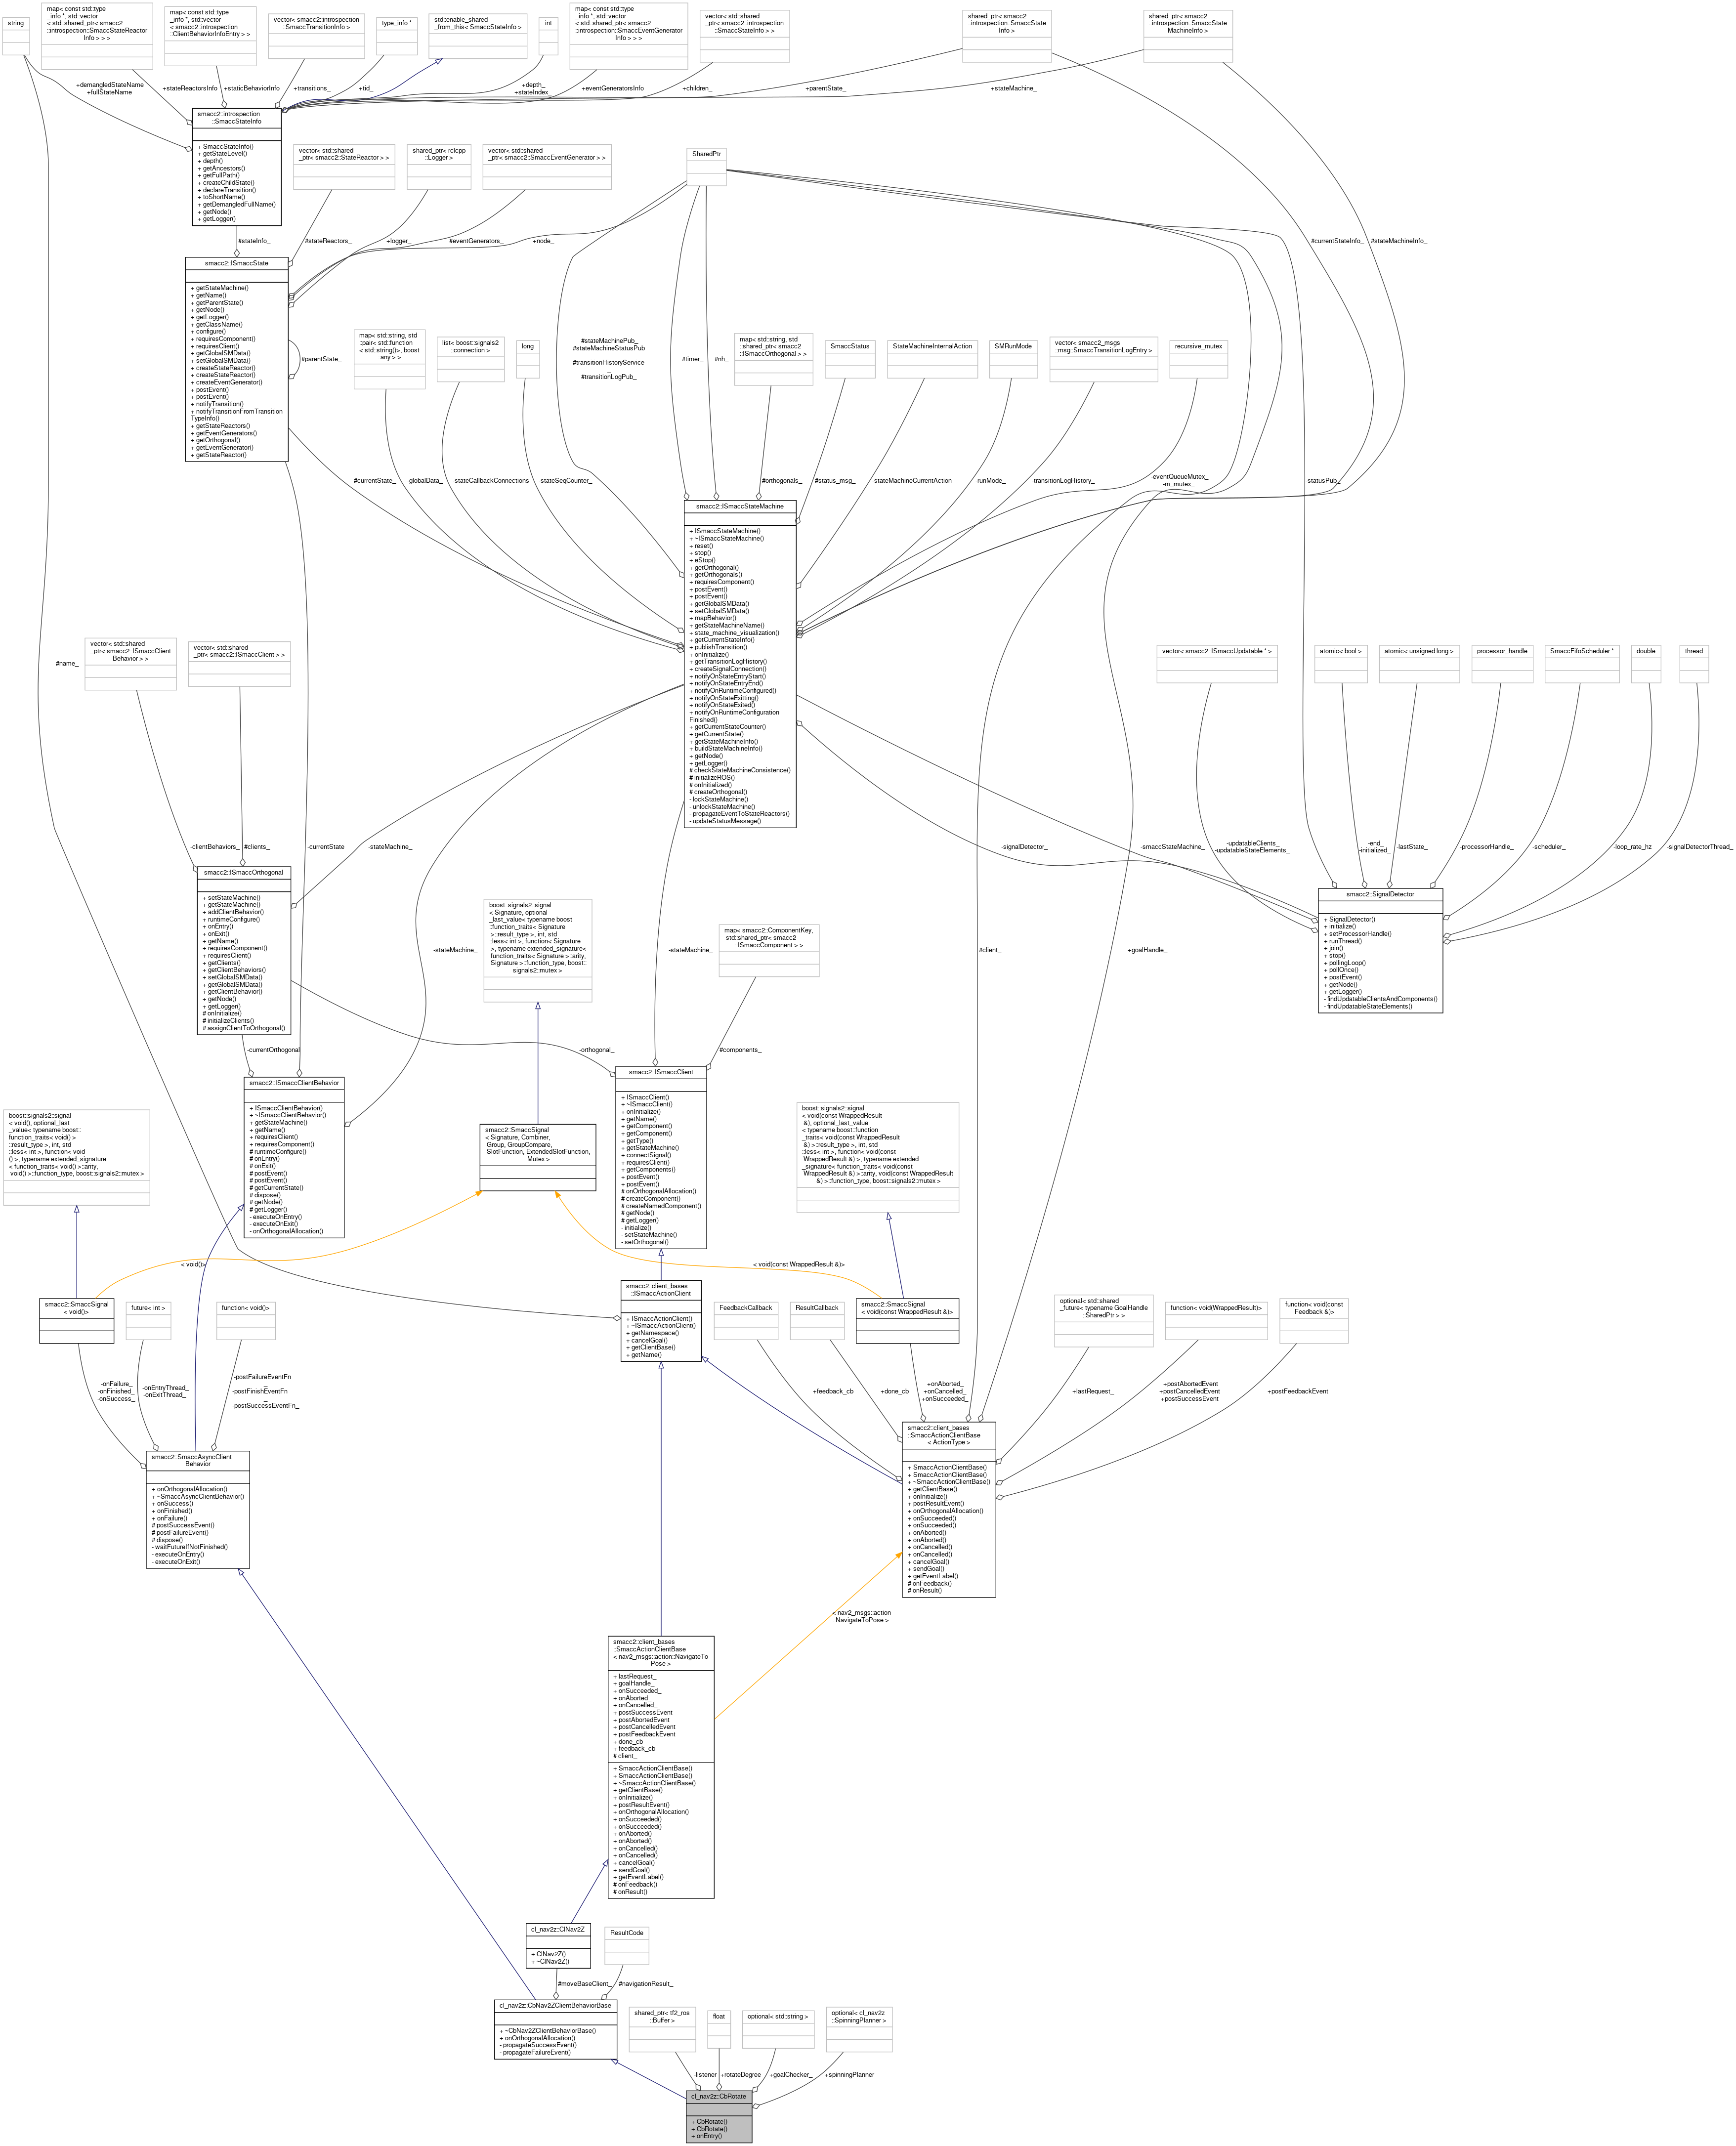 string
map< const std::type
_info *, std::vector
< std::shared_ptr< smacc2
::introspection::SmaccStateReactor
Info > > >
map< const std::type
_info *, std::vector
< smacc2::introspection
::ClientBehaviorInfoEntry > >
vector< smacc2::introspection
::SmaccTransitionInfo >
type_info *
std::enable_shared
_from_this< SmaccStateInfo >
int
map< const std::type
_info *, std::vector
< std::shared_ptr< smacc2
::introspection::SmaccEventGenerator
Info > > >
vector< std::shared
_ptr< smacc2::introspection
::SmaccStateInfo > >
shared_ptr< smacc2
::introspection::SmaccState
Info >
shared_ptr< smacc2
::introspection::SmaccState
MachineInfo >
+demangledStateName
+fullStateName
+stateReactorsInfo
+staticBehaviorInfo
+transitions_
+tid_
+depth_
+stateIndex_
+eventGeneratorsInfo
+children_
+parentState_
+stateMachine_
smacc2::introspection
::SmaccStateInfo
+ SmaccStateInfo()
+ getStateLevel()
+ depth()
+ getAncestors()
+ getFullPath()
+ createChildState()
+ declareTransition()
+ toShortName()
+ getDemangledFullName()
+ getNode()
+ getLogger()
vector< std::shared
_ptr< smacc2::StateReactor > >
shared_ptr< rclcpp
::Logger >
vector< std::shared
_ptr< smacc2::SmaccEventGenerator > >
SharedPtr
#stateInfo_
#stateReactors_
+logger_
#eventGenerators_
+node_
#currentStateInfo_
#stateMachineInfo_
smacc2::ISmaccState
+ getStateMachine()
+ getName()
+ getParentState()
+ getNode()
+ getLogger()
+ getClassName()
+ configure()
+ requiresComponent()
+ requiresClient()
+ getGlobalSMData()
+ setGlobalSMData()
+ createStateReactor()
+ createStateReactor()
+ createEventGenerator()
+ postEvent()
+ postEvent()
+ notifyTransition()
+ notifyTransitionFromTransition
TypeInfo()
+ getStateReactors()
+ getEventGenerators()
+ getOrthogonal()
+ getEventGenerator()
+ getStateReactor()
#parentState_
map< std::string, std
::pair< std::function
< std::string()>, boost
::any > >
list< boost::signals2
::connection >
long
#stateMachinePub_
#stateMachineStatusPub
_
#transitionHistoryService
_
#transitionLogPub_
#timer_
#nh_
map< std::string, std
::shared_ptr< smacc2
::ISmaccOrthogonal > >
SmaccStatus
StateMachineInternalAction
SMRunMode
vector< smacc2_msgs
::msg::SmaccTransitionLogEntry >
recursive_mutex
#currentState_
-globalData_
-stateCallbackConnections
-stateSeqCounter_
#orthogonals_
#status_msg_
-stateMachineCurrentAction
-runMode_
-transitionLogHistory_
-eventQueueMutex_
-m_mutex_
-statusPub_
smacc2::ISmaccStateMachine
+ ISmaccStateMachine()
+ ~ISmaccStateMachine()
+ reset()
+ stop()
+ eStop()
+ getOrthogonal()
+ getOrthogonals()
+ requiresComponent()
+ postEvent()
+ postEvent()
+ getGlobalSMData()
+ setGlobalSMData()
+ mapBehavior()
+ getStateMachineName()
+ state_machine_visualization()
+ getCurrentStateInfo()
+ publishTransition()
+ onInitialize()
+ getTransitionLogHistory()
+ createSignalConnection()
+ notifyOnStateEntryStart()
+ notifyOnStateEntryEnd()
+ notifyOnRuntimeConfigured()
+ notifyOnStateExitting()
+ notifyOnStateExited()
+ notifyOnRuntimeConfiguration
Finished()
+ getCurrentStateCounter()
+ getCurrentState()
+ getStateMachineInfo()
+ buildStateMachineInfo()
+ getNode()
+ getLogger()
# checkStateMachineConsistence()
# initializeROS()
# onInitialized()
# createOrthogonal()
- lockStateMachine()
- unlockStateMachine()
- propagateEventToStateReactors()
- updateStatusMessage()
#name_
vector< std::shared
_ptr< smacc2::ISmaccClient
Behavior > >
vector< std::shared
_ptr< smacc2::ISmaccClient > >
vector< smacc2::ISmaccUpdatable * >
atomic< bool >
atomic< unsigned long >
processor_handle
SmaccFifoScheduler *
double
thread
-clientBehaviors_
#clients_
-currentState
-stateMachine_
-signalDetector_
-smaccStateMachine_
-updatableClients_
-updatableStateElements_
-end_
-initialized_
-lastState_
-processorHandle_
-scheduler_
-loop_rate_hz
-signalDetectorThread_
smacc2::ISmaccOrthogonal
+ setStateMachine()
+ getStateMachine()
+ addClientBehavior()
+ runtimeConfigure()
+ onEntry()
+ onExit()
+ getName()
+ requiresComponent()
+ requiresClient()
+ getClients()
+ getClientBehaviors()
+ setGlobalSMData()
+ getGlobalSMData()
+ getClientBehavior()
+ getNode()
+ getLogger()
# onInitialize()
# initializeClients()
# assignClientToOrthogonal()
smacc2::SignalDetector
+ SignalDetector()
+ initialize()
+ setProcessorHandle()
+ runThread()
+ join()
+ stop()
+ pollingLoop()
+ pollOnce()
+ postEvent()
+ getNode()
+ getLogger()
- findUpdatableClientsAndComponents()
- findUpdatableStateElements()
boost::signals2::signal
< Signature, optional
_last_value< typename boost
::function_traits< Signature
>::result_type >, int, std
::less< int >, function< Signature
>, typename extended_signature<
function_traits< Signature >::arity,
Signature >::function_type, boost::
signals2::mutex >
-stateMachine_
-stateMachine_
map< smacc2::ComponentKey,
std::shared_ptr< smacc2
::ISmaccComponent > >
#client_
+goalHandle_
-currentOrthogonal
-orthogonal_
#components_
smacc2::ISmaccClientBehavior
+ ISmaccClientBehavior()
+ ~ISmaccClientBehavior()
+ getStateMachine()
+ getName()
+ requiresClient()
+ requiresComponent()
# runtimeConfigure()
# onEntry()
# onExit()
# postEvent()
# postEvent()
# getCurrentState()
# dispose()
# getNode()
# getLogger()
- executeOnEntry()
- executeOnExit()
- onOrthogonalAllocation()
smacc2::ISmaccClient
+ ISmaccClient()
+ ~ISmaccClient()
+ onInitialize()
+ getName()
+ getComponent()
+ getComponent()
+ getType()
+ getStateMachine()
+ connectSignal()
+ requiresClient()
+ getComponents()
+ postEvent()
+ postEvent()
# onOrthogonalAllocation()
# createComponent()
# createNamedComponent()
# getNode()
# getLogger()
- initialize()
- setStateMachine()
- setOrthogonal()
boost::signals2::signal
< void(), optional_last
_value< typename boost::
function_traits< void() >
::result_type >, int, std
::less< int >, function< void
() >, typename extended_signature
< function_traits< void() >::arity,
void() >::function_type, boost::signals2::mutex >
smacc2::SmaccSignal
< Signature, Combiner,
Group, GroupCompare,
SlotFunction, ExtendedSlotFunction,
Mutex >
boost::signals2::signal
< void(const WrappedResult
&), optional_last_value
< typename boost::function
_traits< void(const WrappedResult
&) >::result_type >, int, std
::less< int >, function< void(const
WrappedResult &) >, typename extended
_signature< function_traits< void(const
WrappedResult &) >::arity, void(const WrappedResult
&) >::function_type, boost::signals2::mutex >
< void()>
< void(const WrappedResult &)>
smacc2::SmaccSignal
< void()>
future< int >
function< void()>
smacc2::client_bases
::ISmaccActionClient
+ ISmaccActionClient()
+ ~ISmaccActionClient()
+ getNamespace()
+ cancelGoal()
+ getClientBase()
+ getName()
FeedbackCallback
ResultCallback
smacc2::SmaccSignal
< void(const WrappedResult &)>
optional< std::shared
_future< typename GoalHandle
::SharedPtr > >
function< void(WrappedResult)>
function< void(const
Feedback &)>
-onFailure_
-onFinished_
-onSuccess_
-onEntryThread_
-onExitThread_
-postFailureEventFn
_
-postFinishEventFn
_
-postSuccessEventFn_
+feedback_cb
+done_cb
+onAborted_
+onCancelled_
+onSucceeded_
+lastRequest_
+postAbortedEvent
+postCancelledEvent
+postSuccessEvent
+postFeedbackEvent
smacc2::SmaccAsyncClient
Behavior
+ onOrthogonalAllocation()
+ ~SmaccAsyncClientBehavior()
+ onSuccess()
+ onFinished()
+ onFailure()
# postSuccessEvent()
# postFailureEvent()
# dispose()
- waitFutureIfNotFinished()
- executeOnEntry()
- executeOnExit()
smacc2::client_bases
::SmaccActionClientBase
< ActionType >
+ SmaccActionClientBase()
+ SmaccActionClientBase()
+ ~SmaccActionClientBase()
+ getClientBase()
+ onInitialize()
+ postResultEvent()
+ onOrthogonalAllocation()
+ onSucceeded()
+ onSucceeded()
+ onAborted()
+ onAborted()
+ onCancelled()
+ onCancelled()
+ cancelGoal()
+ sendGoal()
+ getEventLabel()
# onFeedback()
# onResult()
< nav2_msgs::action
::NavigateToPose >
smacc2::client_bases
::SmaccActionClientBase
< nav2_msgs::action::NavigateTo
Pose >
+ lastRequest_
+ goalHandle_
+ onSucceeded_
+ onAborted_
+ onCancelled_
+ postSuccessEvent
+ postAbortedEvent
+ postCancelledEvent
+ postFeedbackEvent
+ done_cb
+ feedback_cb
# client_
+ SmaccActionClientBase()
+ SmaccActionClientBase()
+ ~SmaccActionClientBase()
+ getClientBase()
+ onInitialize()
+ postResultEvent()
+ onOrthogonalAllocation()
+ onSucceeded()
+ onSucceeded()
+ onAborted()
+ onAborted()
+ onCancelled()
+ onCancelled()
+ cancelGoal()
+ sendGoal()
+ getEventLabel()
# onFeedback()
# onResult()
cl_nav2z::ClNav2Z
+ ClNav2Z()
+ ~ClNav2Z()
ResultCode
#moveBaseClient_
#navigationResult_
cl_nav2z::CbNav2ZClientBehaviorBase
+ ~CbNav2ZClientBehaviorBase()
+ onOrthogonalAllocation()
- propagateSuccessEvent()
- propagateFailureEvent()
shared_ptr< tf2_ros
::Buffer >
float
optional< std::string >
optional< cl_nav2z
::SpinningPlanner >
-listener
+rotateDegree
+goalChecker_
+spinningPlanner
cl_nav2z::CbRotate
+ CbRotate()
+ CbRotate()
+ onEntry()